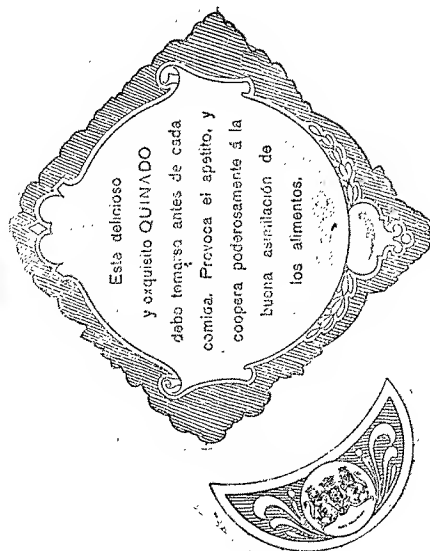 Este delicioso
y exquisito QUINADO
debe tomarse antes de cada
comida. Provoca el apetito, y
coopera poderosamente á la
buena asimilación de
los alimentos.